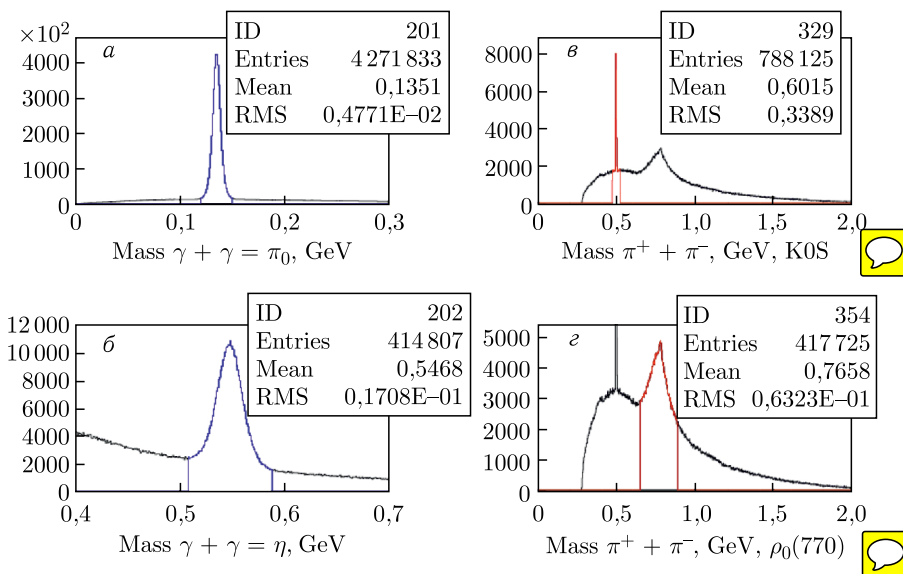 ×10²
4000
3000
2000
1000
0
а
ID 201
Entries 4 271 833
Mean 0,1351
RMS 0,4771E–02
0 0,1 0,2 0,3
Mass γ + γ = π₀, GeV
8000
6000
4000
2000
0
в
ID 329
Entries 788 125
Mean 0,6015
RMS 0,3389
0 0,5 1,0 1,5 2,0
Mass π⁺ + π⁻, GeV, K0S
12 000
10 000
8000
6000
4000
2000
0
б
ID 202
Entries 414 807
Mean 0,5468
RMS 0,1708E–01
0,4 0,5 0,6 0,7
Mass γ + γ = η, GeV
5000
4000
3000
2000
1000
0
г
ID 354
Entries 417 725
Mean 0,7658
RMS 0,6323E–01
0 0,5 1,0 1,5 2,0
Mass π⁺ + π⁻, GeV, ρ₀(770)